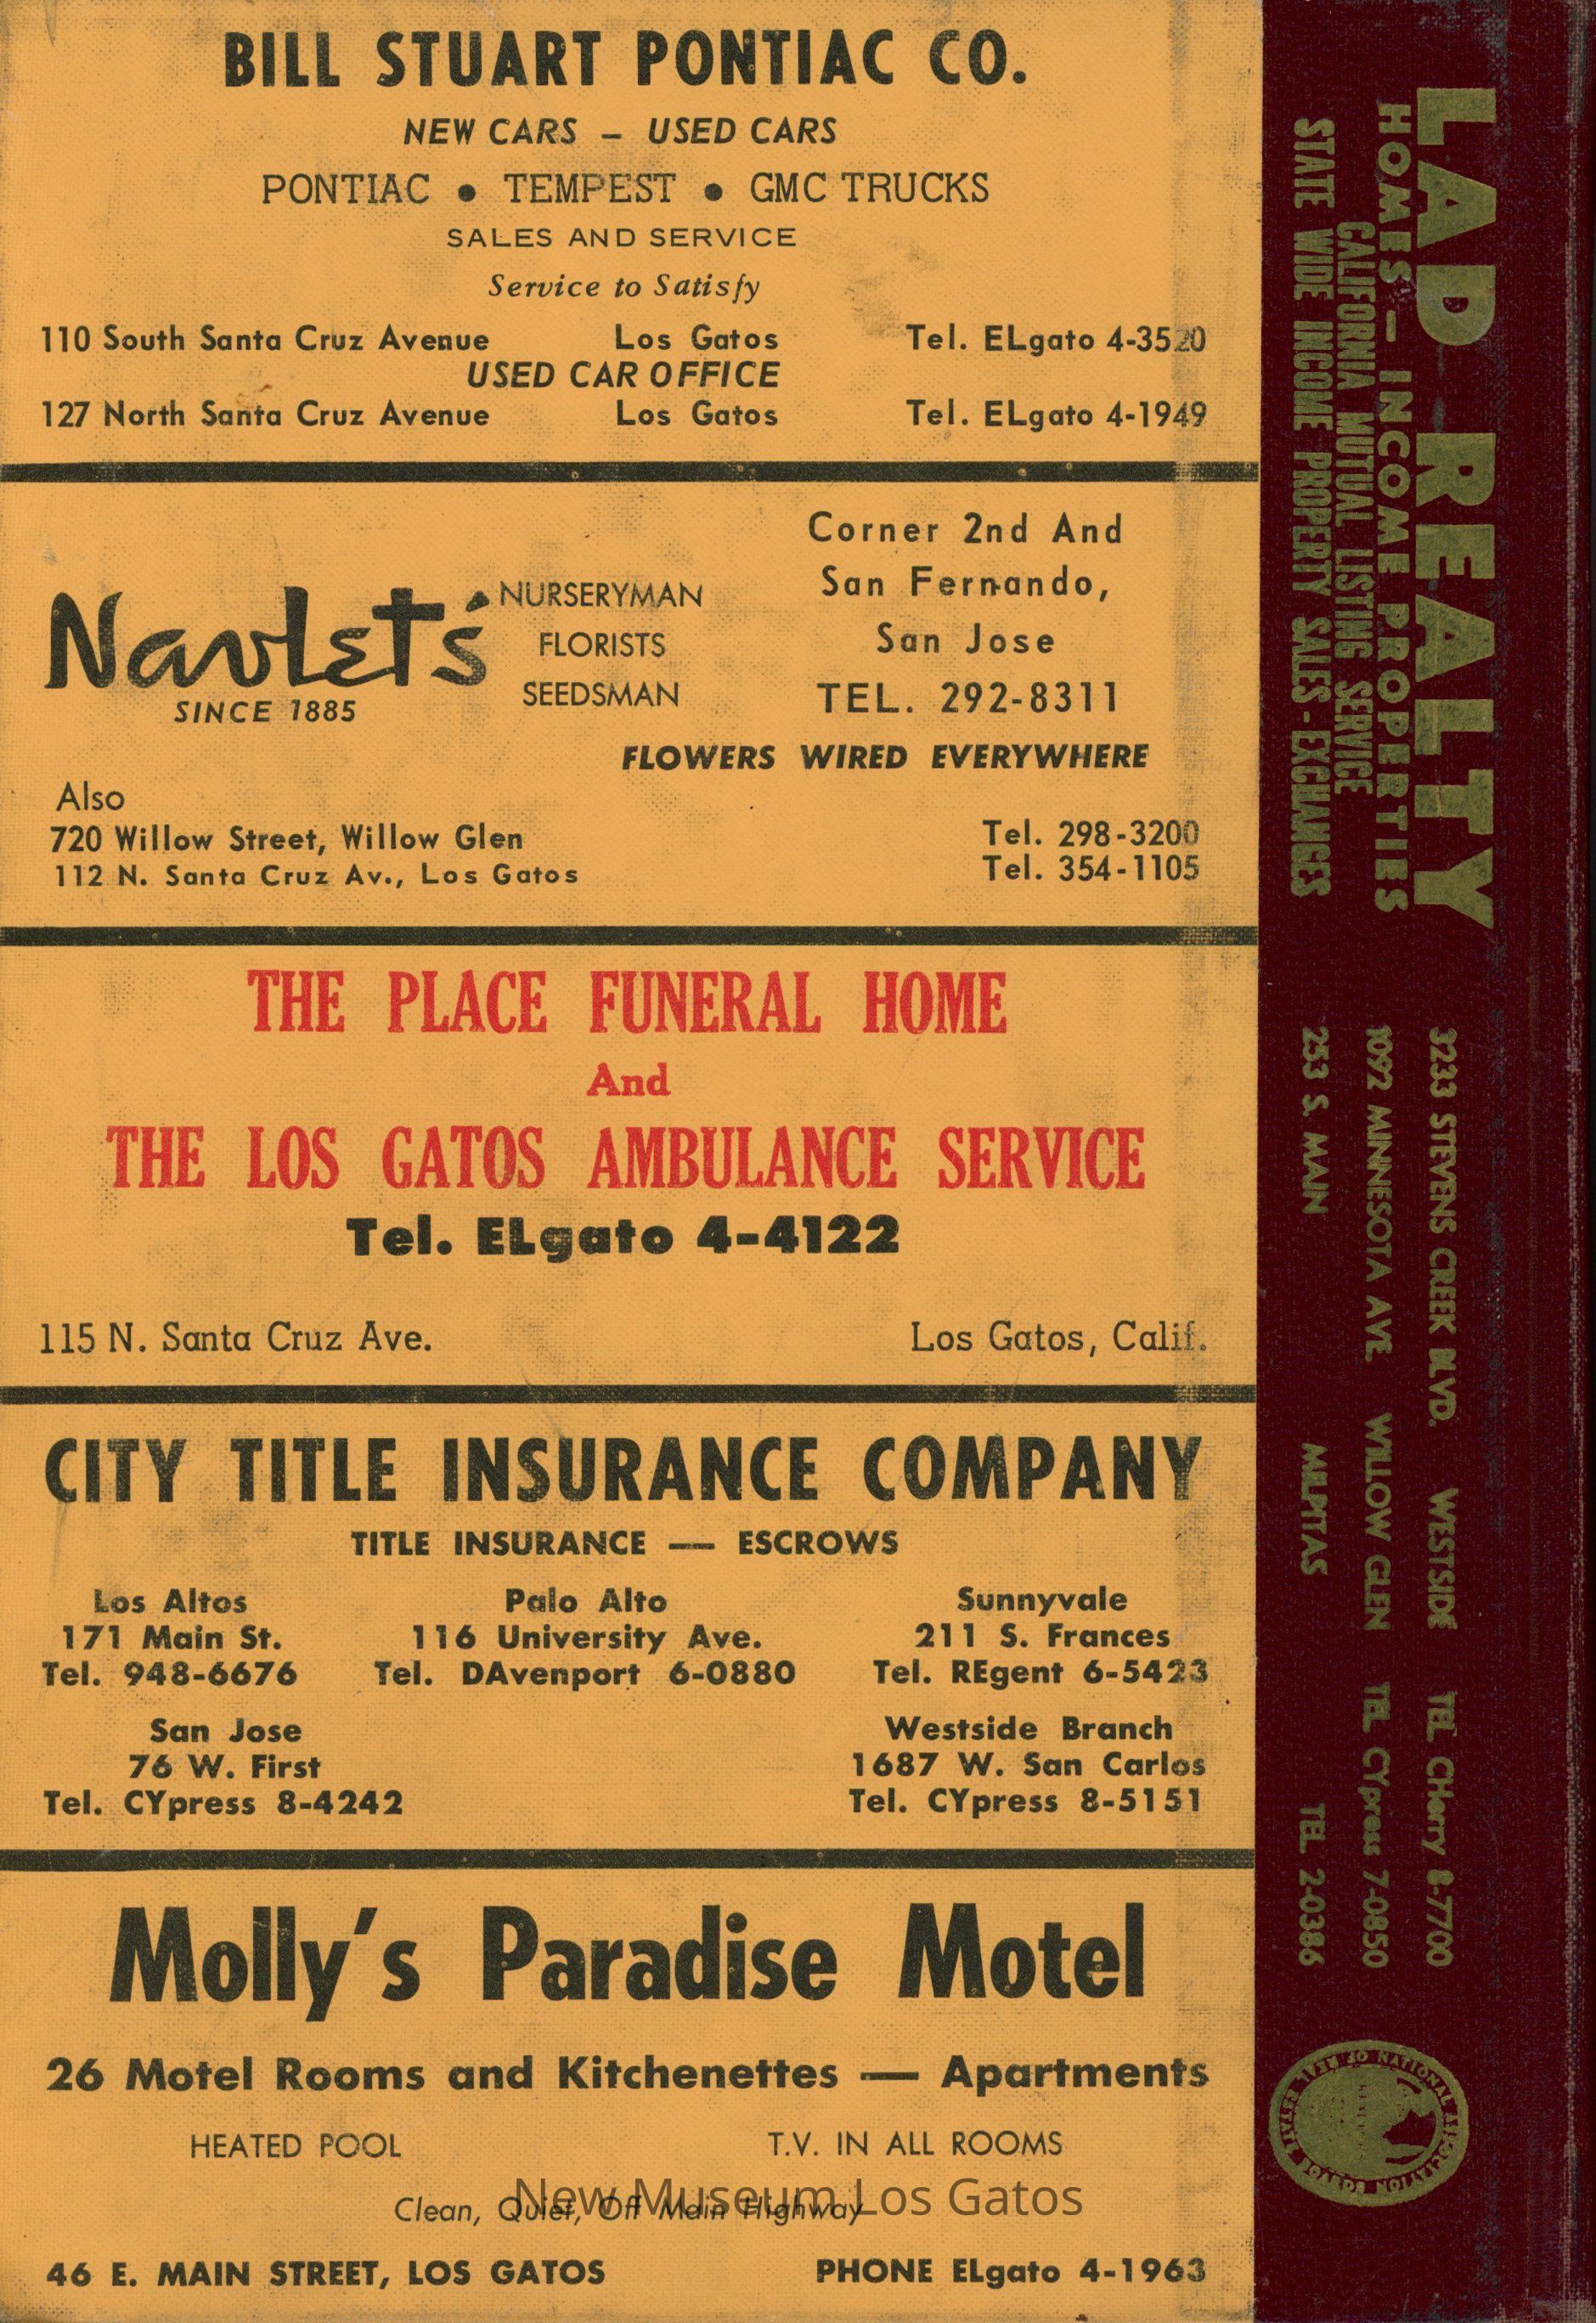 BILL STUART PONTIAC CO.
NEW CARS – USED CARS
PONTIAC • TEMPEST • GMC TRUCKS
SALES AND SERVICE
Service to Satisfy
110 South Santa Cruz Avenue Los Gatos Tel. ELgato 4-3520
USED CAR OFFICE
127 North Santa Cruz Avenue Los Gatos Tel. ELgato 4-1949
Navlet's
SINCE 1885
NURSERYMAN
FLORISTS
SEEDSMAN
Corner 2nd And
San Fernando,
San Jose
TEL. 292-8311
FLOWERS WIRED EVERYWHERE
Also
720 Willow Street, Willow Glen Tel. 298-3200
112 N. Santa Cruz Av., Los Gatos Tel. 354-1105
THE PLACE FUNERAL HOME
And
THE LOS GATOS AMBULANCE SERVICE
Tel. ELgato 4-4122
115 N. Santa Cruz Ave. Los Gatos, Calif.
CITY TITLE INSURANCE COMPANY
TITLE INSURANCE — ESCROWS
Los Altos
171 Main St.
Tel. 948-6676
Palo Alto
116 University Ave.
Tel. DAvenport 6-0880
Sunnyvale
211 S. Frances
Tel. REgent 6-5423
San Jose
76 W. First
Tel. CYpress 8-4242
Westside Branch
1687 W. San Carlos
Tel. CYpress 8-5151
Molly's Paradise Motel
26 Motel Rooms and Kitchenettes — Apartments
HEATED POOL T.V. IN ALL ROOMS
Clean, Quiet, Off Main Highway
New Museum Los Gatos
46 E. MAIN STREET, LOS GATOS PHONE ELgato 4-1963
LAD REALTY
HOMES — INCOME PROPERTIES
CALIFORNIA MUTUAL LISTING SERVICE
STATE WIDE INCOME PROPERTY SALES - EXCHANGES
3233 STEVENS CREEK BLVD. WESTSIDE TEL. CHerry 8-7700
1092 MINNESOTA AVE. WILLOW GLEN TEL. CYpress 7-0850
253 S. MAIN MILPITAS TEL. 2-0386
NATIONAL ASSOCIATION OF REAL ESTATE BOARDS